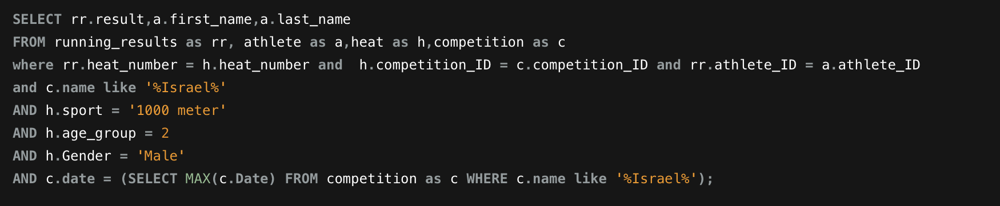 SELECT rr.result,a.first_name,a.last_name
FROM running_results as rr, athlete as a,heat as h,competition as c
where rr.heat_number = h.heat_number and  h.competition_ID = c.competition_ID and rr.athlete_ID = a.athlete_ID
and c.name like '%Israel%'
AND h.sport = '1000 meter'
AND h.age_group = 2
AND h.Gender = 'Male'
AND c.date = (SELECT MAX(c.Date) FROM competition as c WHERE c.name like '%Israel%');